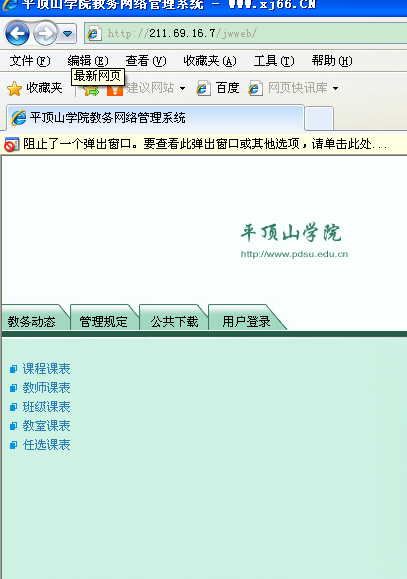 平顶山学院教务网络管理系统 - www.xj66.CN
http://211.69.16.7/jwweb/
文件(F) 编辑(E) 查看(V) 收藏夹(A) 工具(T) 帮助(H)
最新网页
收藏夹 建议网站 百度 网页快讯库
平顶山学院教务网络管理系统
阻止了一个弹出窗口。要查看此弹出窗口或其他选项，请单击此处...
平顶山学院
http://www.pdsu.edu.cn
教务动态 管理规定 公共下载 用户登录
课程课表
教师课表
班级课表
教室课表
任选课表